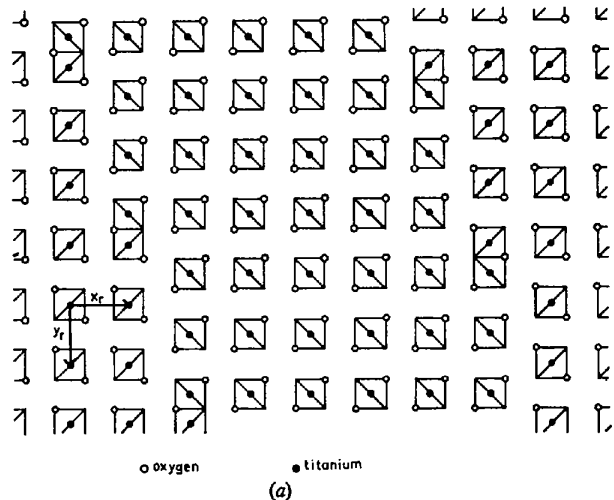 x_r
y_r
oxygen
titanium
(a)